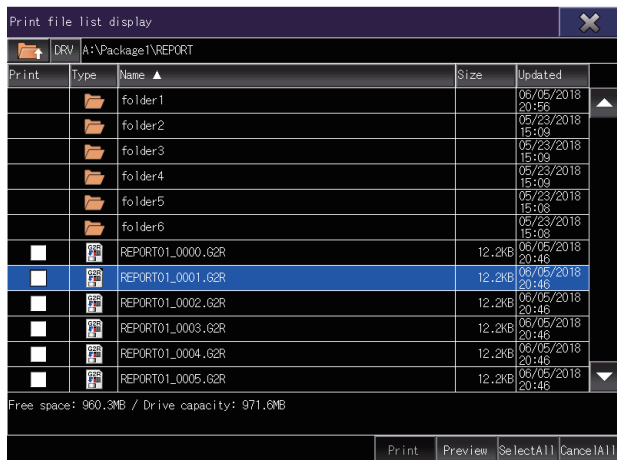 Print file list display
DRV A:\Package1\REPORT
Print Type Name ▲ Size Updated
folder1 06/05/2018 20:56
folder2 05/23/2018 15:09
folder3 05/23/2018 15:09
folder4 05/23/2018 15:09
folder5 05/23/2018 15:08
folder6 05/23/2018 15:08
G2R REPORT01_0000.G2R 12.2KB 06/05/2018 20:46
G2R REPORT01_0001.G2R 12.2KB 06/05/2018 20:46
G2R REPORT01_0002.G2R 12.2KB 06/05/2018 20:46
G2R REPORT01_0003.G2R 12.2KB 06/05/2018 20:46
G2R REPORT01_0004.G2R 12.2KB 06/05/2018 20:46
G2R REPORT01_0005.G2R 12.2KB 06/05/2018 20:46
Free space: 960.3MB / Drive capacity: 971.6MB
Print Preview SelectAll CancelAll